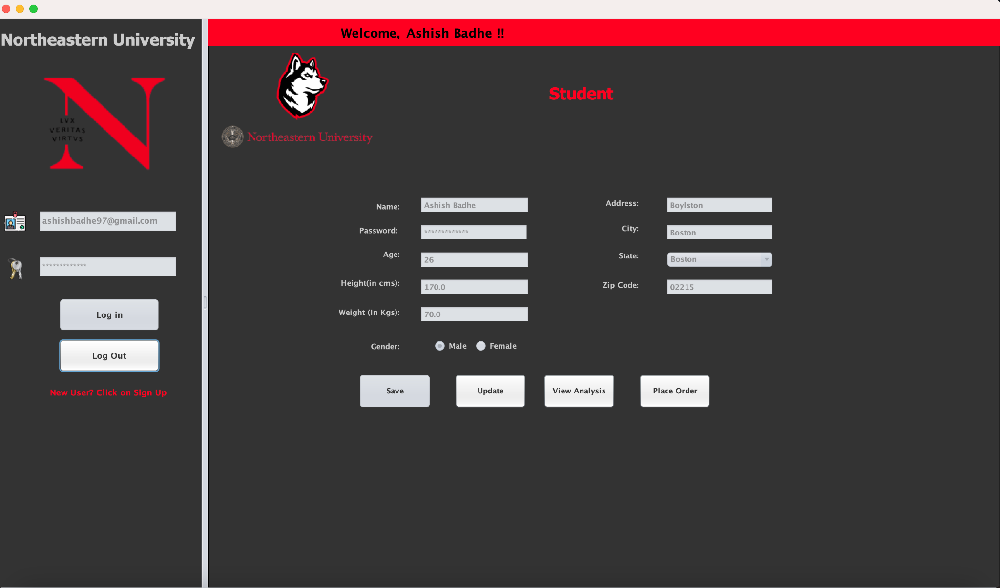 Northeastern University
LVX
VERITAS
VIRTVS
ashishbadhe97@gmail.com
*************
Log in
Log Out
New User? Click on Sign Up
Welcome, Ashish Badhe !!
Student
Northeastern University
Name: Ashish Badhe Address: Boylston
Password: ************* City: Boston
Age: 26 State: Boston
Height(in cms): 170.0 Zip Code: 02215
Weight (In Kgs): 70.0
Gender: Male Female
Save Update View Analysis Place Order